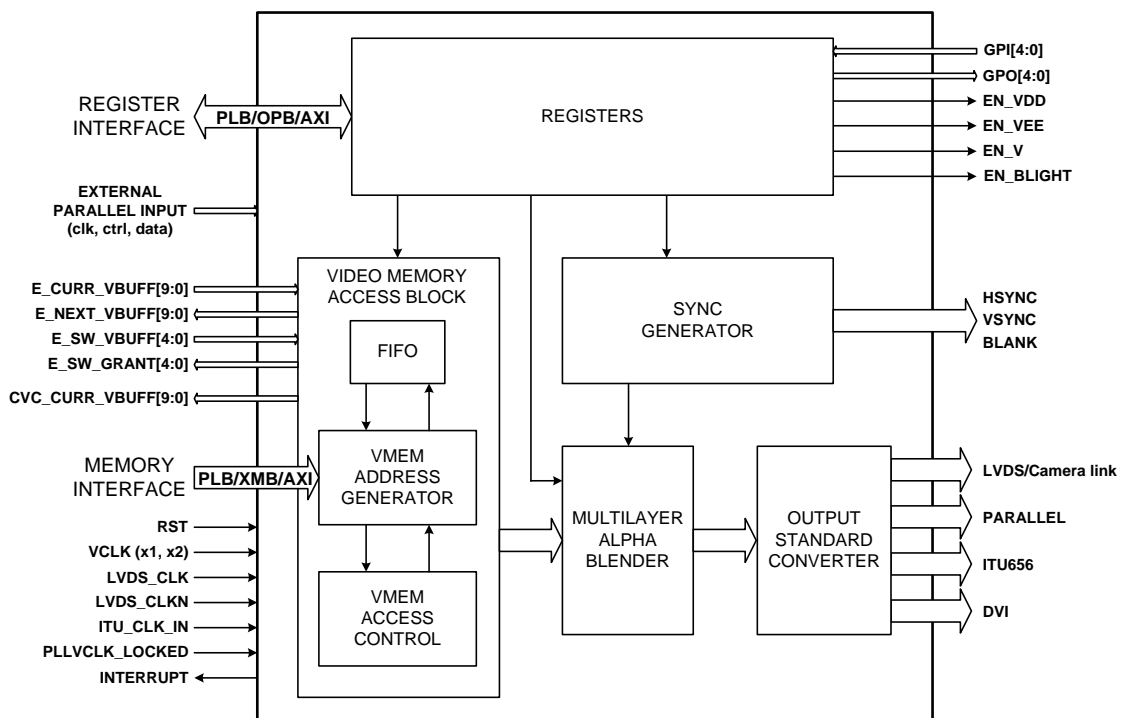 REGISTER
INTERFACE
PLB/OPB/AXI
REGISTERS
GPI[4:0]
GPO[4:0]
EN_VDD
EN_VEE
EN_V
EN_BLIGHT
EXTERNAL
PARALLEL INPUT
(clk, ctrl, data)
E_CURR_VBUFF[9:0]
E_NEXT_VBUFF[9:0]
E_SW_VBUFF[4:0]
E_SW_GRANT[4:0]
CVC_CURR_VBUFF[9:0]
VIDEO MEMORY
ACCESS BLOCK
FIFO
VMEM
ADDRESS
GENERATOR
VMEM
ACCESS
CONTROL
SYNC
GENERATOR
HSYNC
VSYNC
BLANK
MEMORY
INTERFACE
PLB/XMB/AXI
RST
VCLK (x1, x2)
LVDS_CLK
LVDS_CLKN
ITU_CLK_IN
PLLVCLK_LOCKED
INTERRUPT
MULTILAYER
ALPHA
BLENDER
OUTPUT
STANDARD
CONVERTER
LVDS/Camera link
PARALLEL
ITU656
DVI